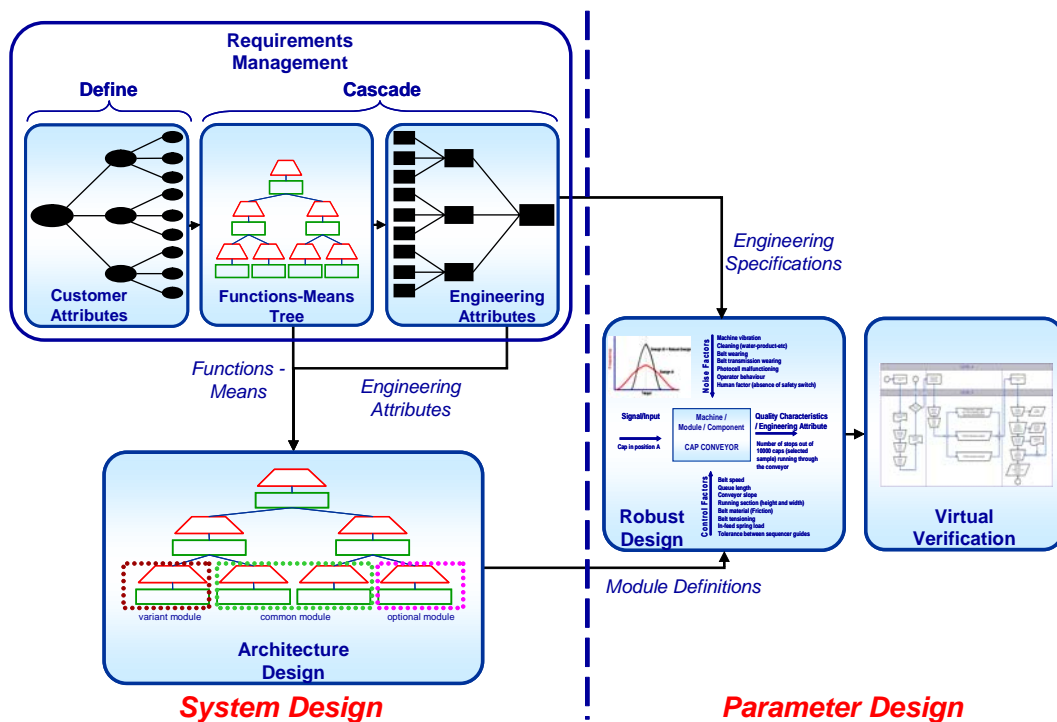 Requirements
Management
Define
Cascade
Customer
Attributes
Functions-Means
Tree
Engineering
Attributes
Functions -
Means
Engineering
Attributes
Engineering
Specifications
variant module
common module
optional module
Architecture
Design
Module Definitions
Noise Factors
Machine vibration
Cleaning (water-product-etc)
Belt wearing
Belt transmission wearing
Photocell malfunctioning
Operator behaviour
Human factor (absence of safety switch)
Target
Signal/Input
Cap in position A
Machine /
Module / Component
CAP CONVEYOR
Quality Characteristics
/ Engineering Attribute
Number of stops out of
10000 caps (selected
sample) running through
the conveyor
Control Factors
Belt speed
Queue length
Conveyor slope
Running section (height and width)
Belt material (Friction)
Belt tensioning
In-feed spring load
Tolerance between sequencer guides
Robust
Design
Virtual
Verification
System Design
Parameter Design